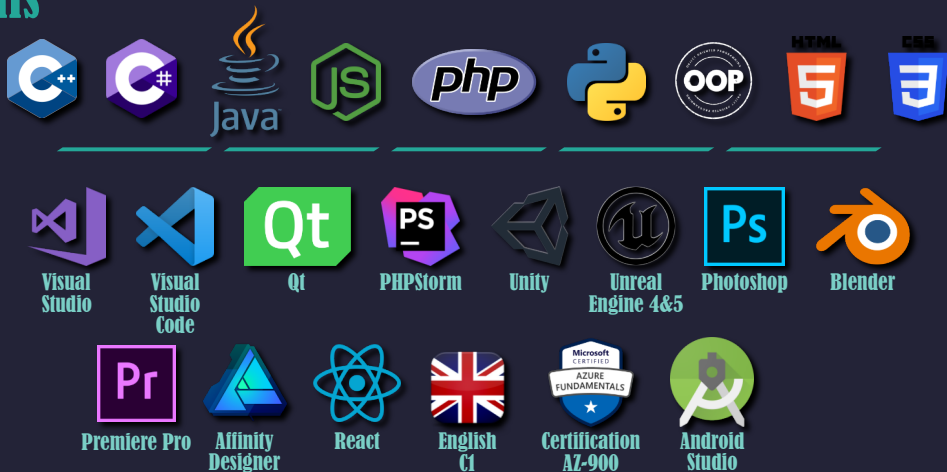 ns
C++
C#
Java
JS
php
OOP
HTML
5
CSS
3
Qt
PS
Ps
Visual
Studio
Visual
Studio
Code
Qt
PHPStorm
Unity
Unreal
Engine 4&5
Photoshop
Blender
Pr
Microsoft
CERTIFIED
AZURE
FUNDAMENTALS
Premiere Pro
Affinity
Designer
React
English
C1
Certification
AZ-900
Android
Studio